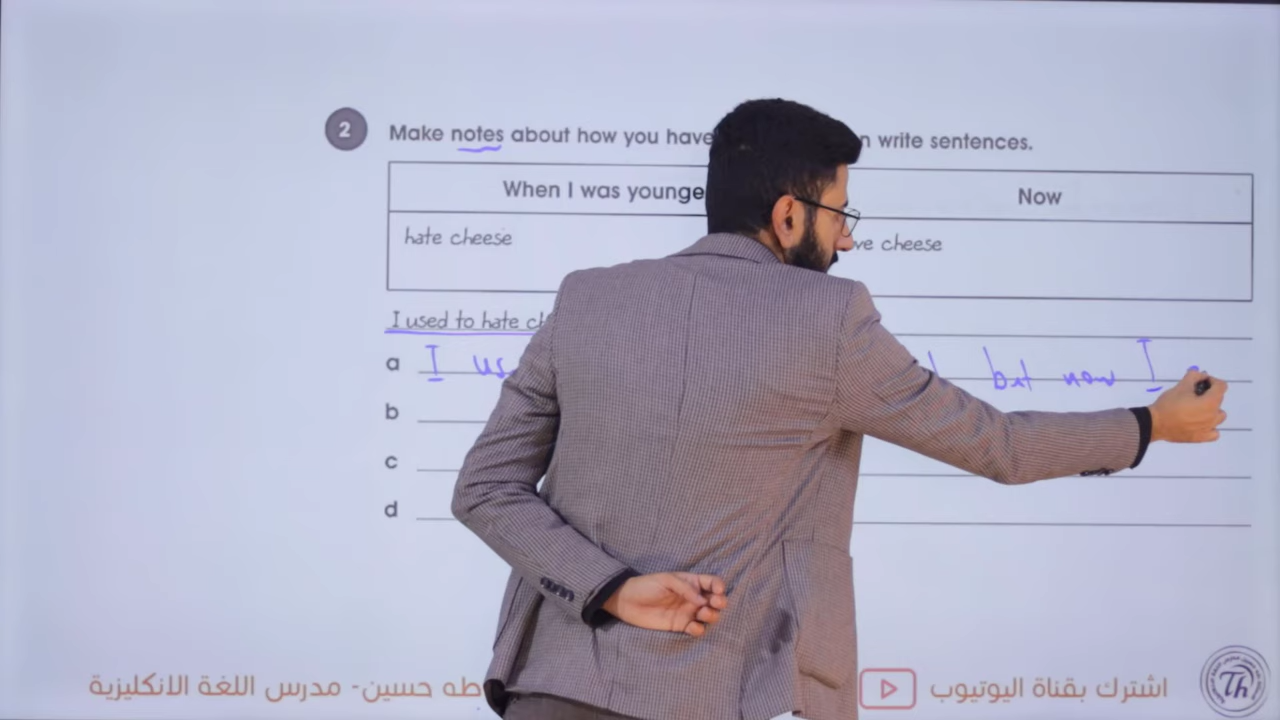 2 Make notes about how you have n write sentences.
When I was younge Now
hate cheese ve cheese
I used to hate ch
a I us but now I
b
c
d
طه حسين - مدرس اللغة الانكليزية
اشترك بقناة اليوتيوب
Th